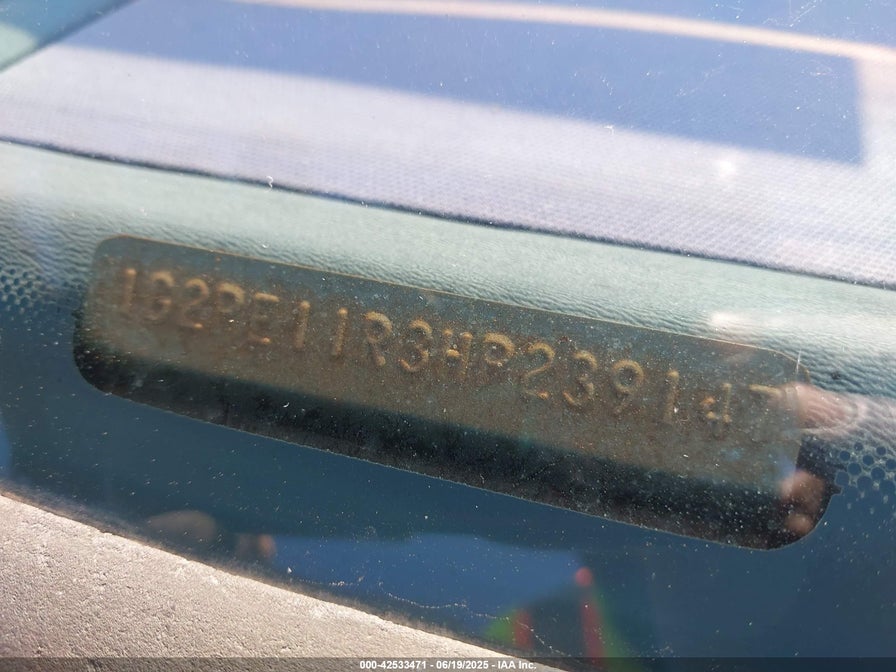 1G2PE11R3HP239147
000-42533471 - 06/19/2025 - IAA Inc.